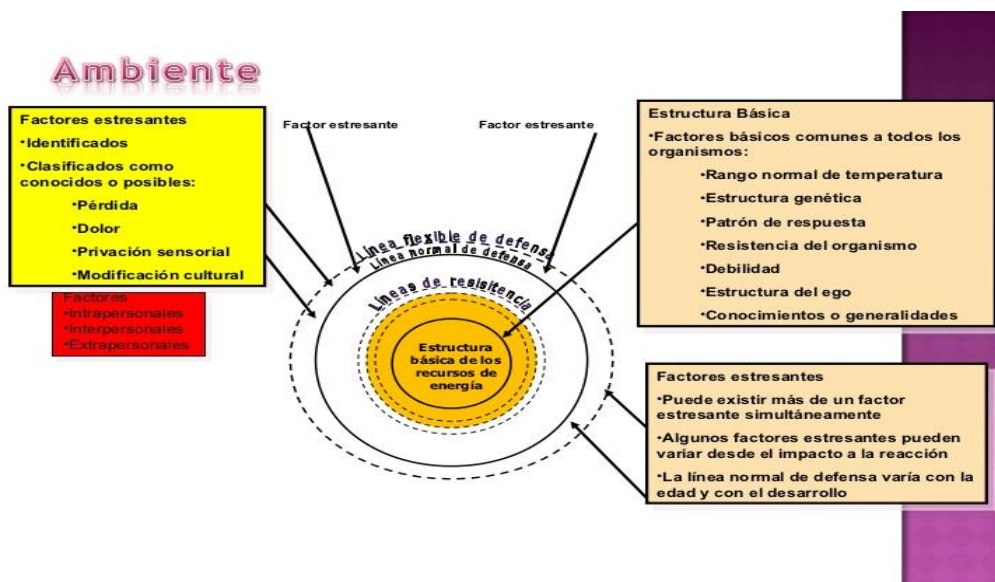 Ambiente
Factores estresantes
•Identificados
•Clasificados como
conocidos o posibles:
•Pérdida
•Dolor
•Privación sensorial
•Modificación cultural
Factores
•Intrapersonales
•Interpersonales
•Extrapersonales
Factor estresante
Factor estresante
Línea flexible de defensa
Línea normal de defensa
Líneas de resisitencia
Estructura
básica de los
recursos de
energía
Estructura Básica
•Factores básicos comunes a todos los
organismos:
•Rango normal de temperatura
•Estructura genética
•Patrón de respuesta
•Resistencia del organismo
•Debilidad
•Estructura del ego
•Conocimientos o generalidades
Factores estresantes
•Puede existir más de un factor
estresante simultáneamente
•Algunos factores estresantes pueden
variar desde el impacto a la reacción
•La línea normal de defensa varía con la
edad y con el desarrollo